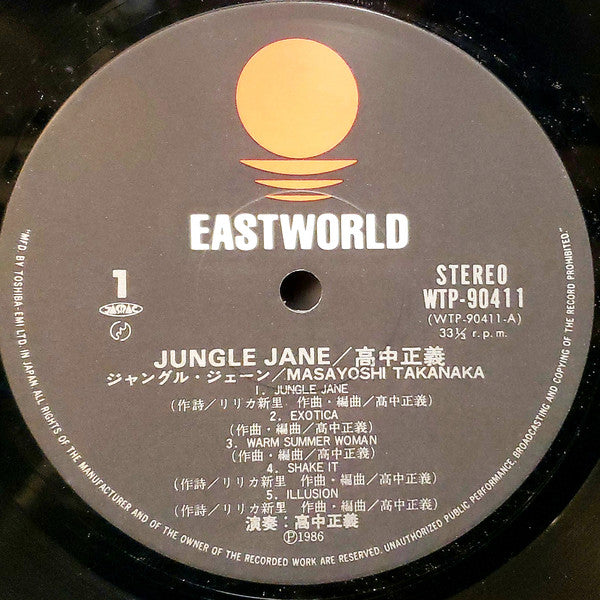 EASTWORLD
1
JASRAC
STEREO
WTP-90411
(WTP-90411-A)
33⅓ r.p.m.
JUNGLE JANE／高中正義
ジャングル・ジェーン／MASAYOSHI TAKANAKA
1. JUNGLE JANE
(作詩／リリカ新里 作曲・編曲／高中正義)
2. EXOTICA
(作曲・編曲／高中正義)
3. WARM SUMMER WOMAN
(作曲・編曲／高中正義)
4. SHAKE IT
(作詩／リリカ新里 作曲・編曲／高中正義)
5. ILLUSION
(作詩／リリカ新里 作曲・編曲／高中正義)
演奏：高中正義
Ⓟ1986
"MFD. BY TOSHIBA-EMI LTD. IN JAPAN ALL RIGHTS OF THE MANUFACTURER AND OF THE OWNER OF THE RECORDED WORK ARE RESERVED. UNAUTHORIZED PUBLIC PERFORMANCE, BROADCASTING AND COPYING OF THE RECORD PROHIBITED."